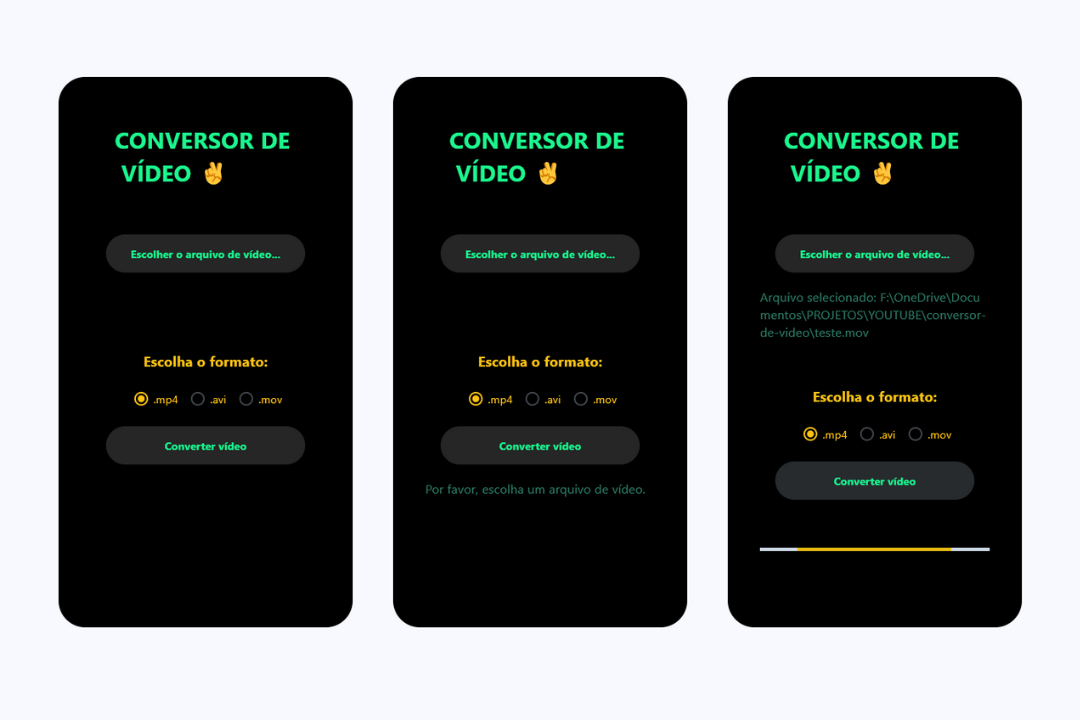 CONVERSOR DE
VÍDEO ✌
Escolher o arquivo de vídeo...
Escolha o formato:
.mp4 .avi .mov
Converter vídeo
CONVERSOR DE
VÍDEO ✌
Escolher o arquivo de vídeo...
Escolha o formato:
.mp4 .avi .mov
Converter vídeo
Por favor, escolha um arquivo de vídeo.
CONVERSOR DE
VÍDEO ✌
Escolher o arquivo de vídeo...
Arquivo selecionado: F:\OneDrive\Docu
mentos\PROJETOS\YOUTUBE\conversor-
de-video\teste.mov
Escolha o formato:
.mp4 .avi .mov
Converter vídeo